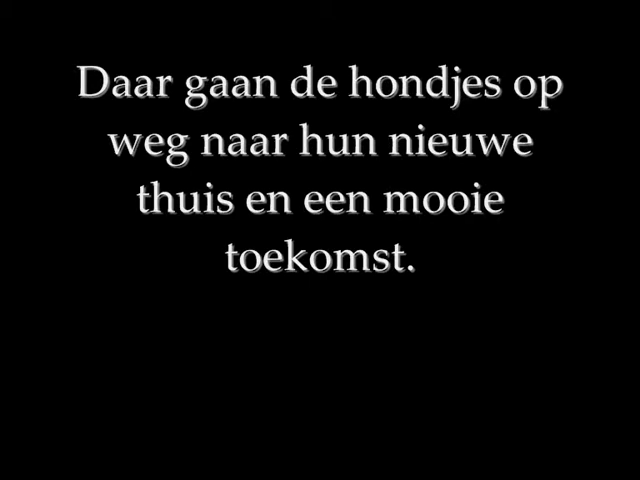 Daar gaan de hondjes op
weg naar hun nieuwe
thuis en een mooie
toekomst.